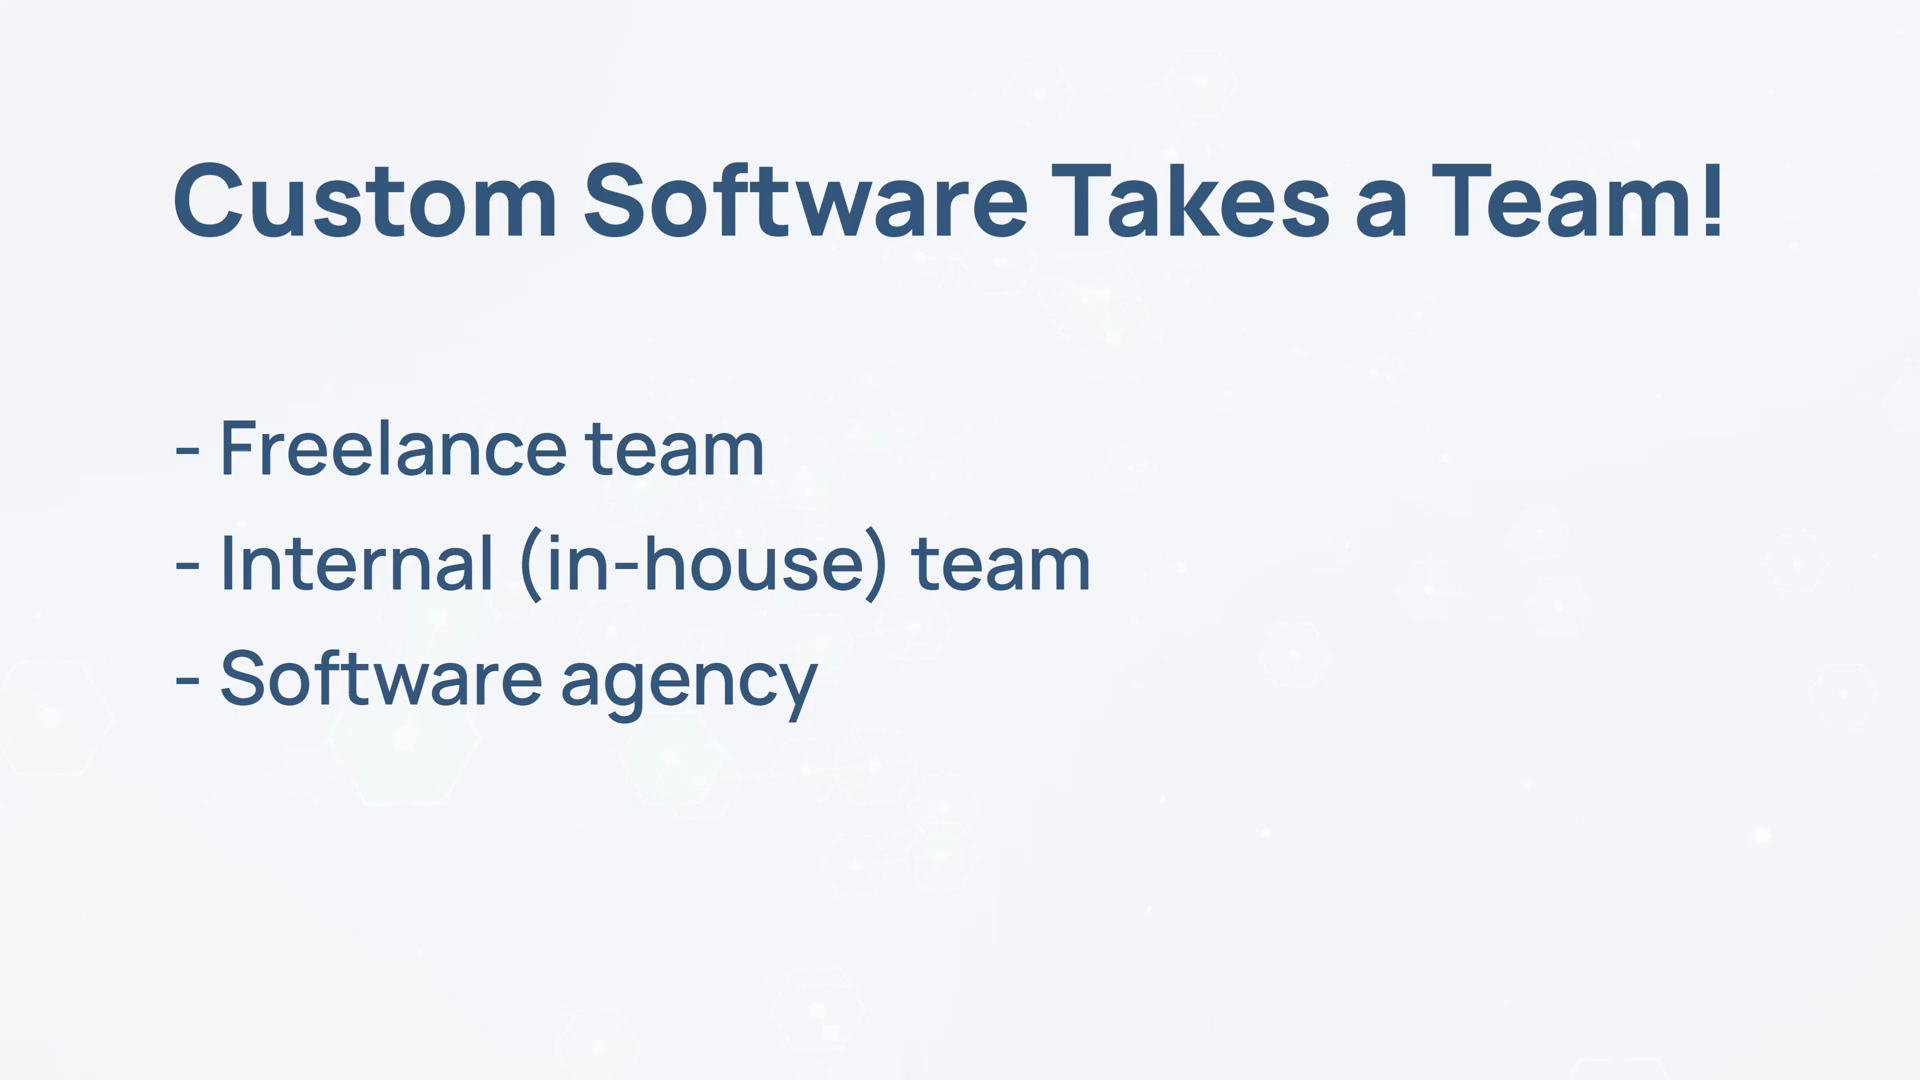 Custom Software Takes a Team!
- Freelance team
- Internal (in-house) team
- Software agency